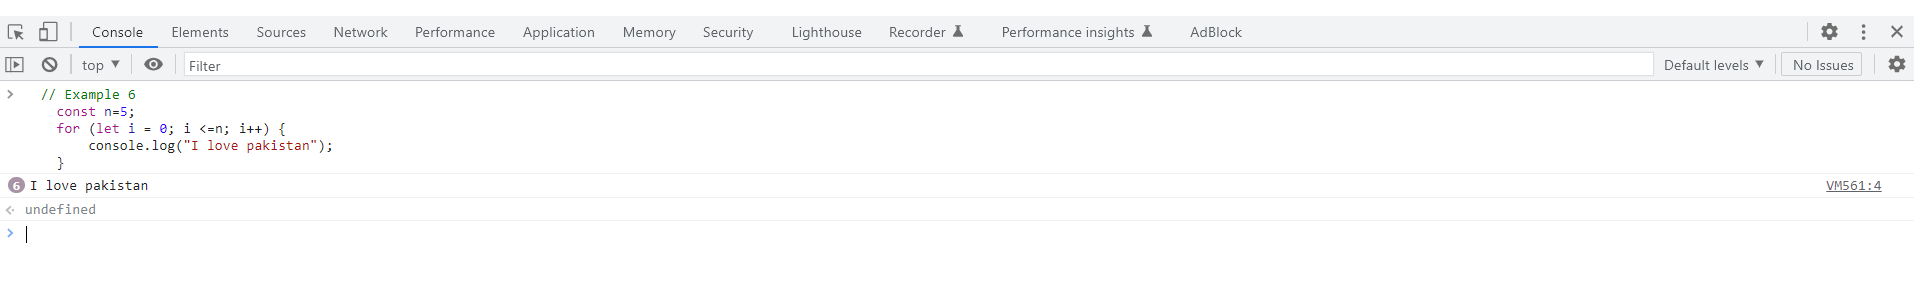 Console Elements Sources Network Performance Application Memory Security Lighthouse Recorder Performance insights AdBlock
top Filter Default levels No Issues
// Example 6
const n=5;
for (let i = 0; i <=n; i++) {
console.log("I love pakistan");
}
6 I love pakistan VM561:4
undefined